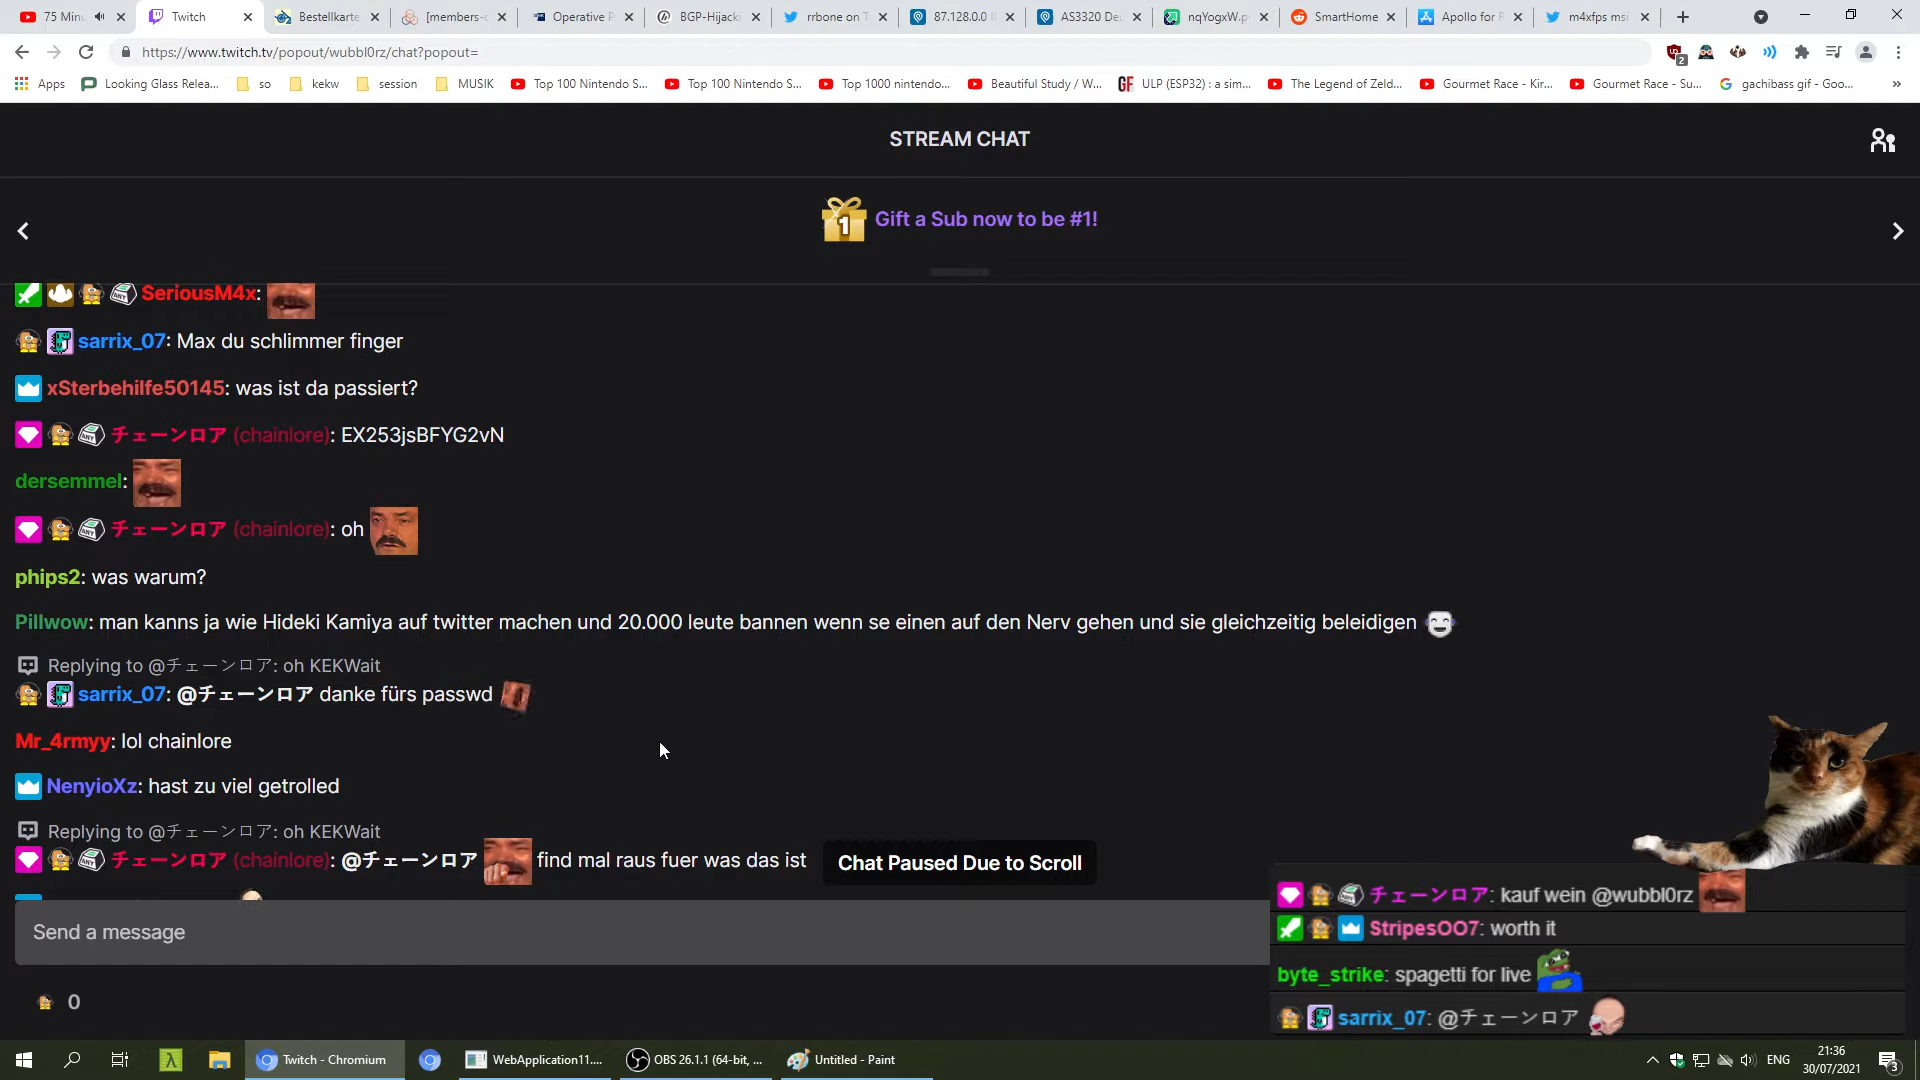 75 Minu
Twitch
Bestellkarte
[members-o
Operative P
BGP-Hijack
rrbone on T
87.128.0.0
AS3320 De
nqYogxW.p
SmartHome
Apollo for
m4xfps msi
https://www.twitch.tv/popout/wubbl0rz/chat?popout=
2
Apps
Looking Glass Relea...
so
kekw
session
MUSIK
Top 100 Nintendo S...
Top 100 Nintendo S...
Top 1000 nintendo...
Beautiful Study / W...
ULP (ESP32) : a sim...
The Legend of Zeld...
Gourmet Race - Kir...
Gourmet Race - Su...
gachibass gif - Goo...
»
STREAM CHAT
1
Gift a Sub now to be #1!
ANY SeriousM4x:
sarrix_07: Max du schlimmer finger
xSterbehilfe50145: was ist da passiert?
ANY チェーンロア (chainlore): EX253jsBFYG2vN
dersemmel:
ANY チェーンロア (chainlore): oh
phips2: was warum?
Pillwow: man kanns ja wie Hideki Kamiya auf twitter machen und 20.000 leute bannen wenn se einen auf den Nerv gehen und sie gleichzeitig beleidigen
Replying to @チェーンロア: oh KEKWait
sarrix_07: @チェーンロア danke fürs passwd
Mr_4rmyy: lol chainlore
NenyioXz: hast zu viel getrolled
Replying to @チェーンロア: oh KEKWait
ANY チェーンロア (chainlore): @チェーンロア find mal raus fuer was das ist
Chat Paused Due to Scroll
Send a message
0
チェーンロア: kauf wein @wubbl0rz
StripesOO7: worth it
byte_strike: spagetti for live
sarrix_07: @チェーンロア
Twitch - Chromium
WebApplication11....
OBS 26.1.1 (64-bit, ...
Untitled - Paint
ENG
21:36
30/07/2021
3